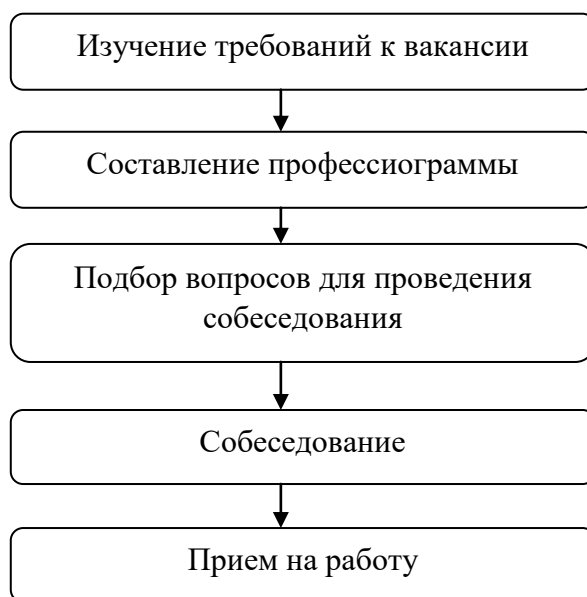 Изучение требований к вакансии
Составление профессиограммы
Подбор вопросов для проведения
собеседования
Собеседование
Прием на работу